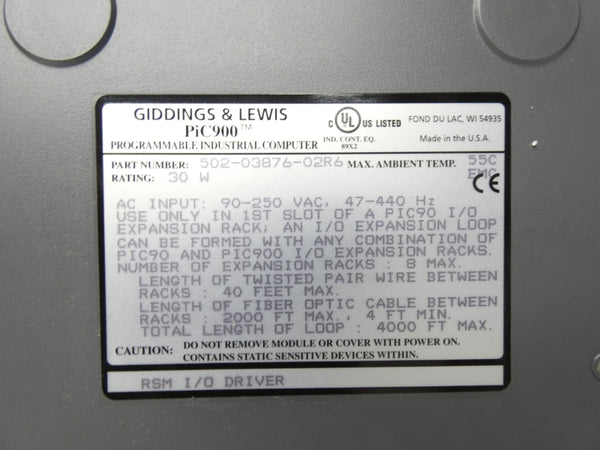 GIDDINGS & LEWIS
PiC900™
PROGRAMMABLE INDUSTRIAL COMPUTER
C UL US LISTED
IND. CONT. EQ.
89X2
FOND DU LAC, WI 54935
Made in the U.S.A.
PART NUMBER: 502-03876-02R6 MAX. AMBIENT TEMP. 55C
RATING: 30 W EMC
CE
AC INPUT: 90-250 VAC, 47-440 Hz
USE ONLY IN 1ST SLOT OF A PIC90 I/O
EXPANSION RACK; AN I/O EXPANSION LOOP
CAN BE FORMED WITH ANY COMBINATION OF
PIC90 AND PIC900 I/O EXPANSION RACKS.
NUMBER OF EXPANSION RACKS : 8 MAX.
LENGTH OF TWISTED PAIR WIRE BETWEEN
RACKS : 40 FEET MAX.
LENGTH OF FIBER OPTIC CABLE BETWEEN
RACKS : 2000 FT MAX., 4 FT MIN.
TOTAL LENGTH OF LOOP : 4000 FT MAX.
CAUTION: DO NOT REMOVE MODULE OR COVER WITH POWER ON.
CONTAINS STATIC SENSITIVE DEVICES WITHIN.
RSM I/O DRIVER